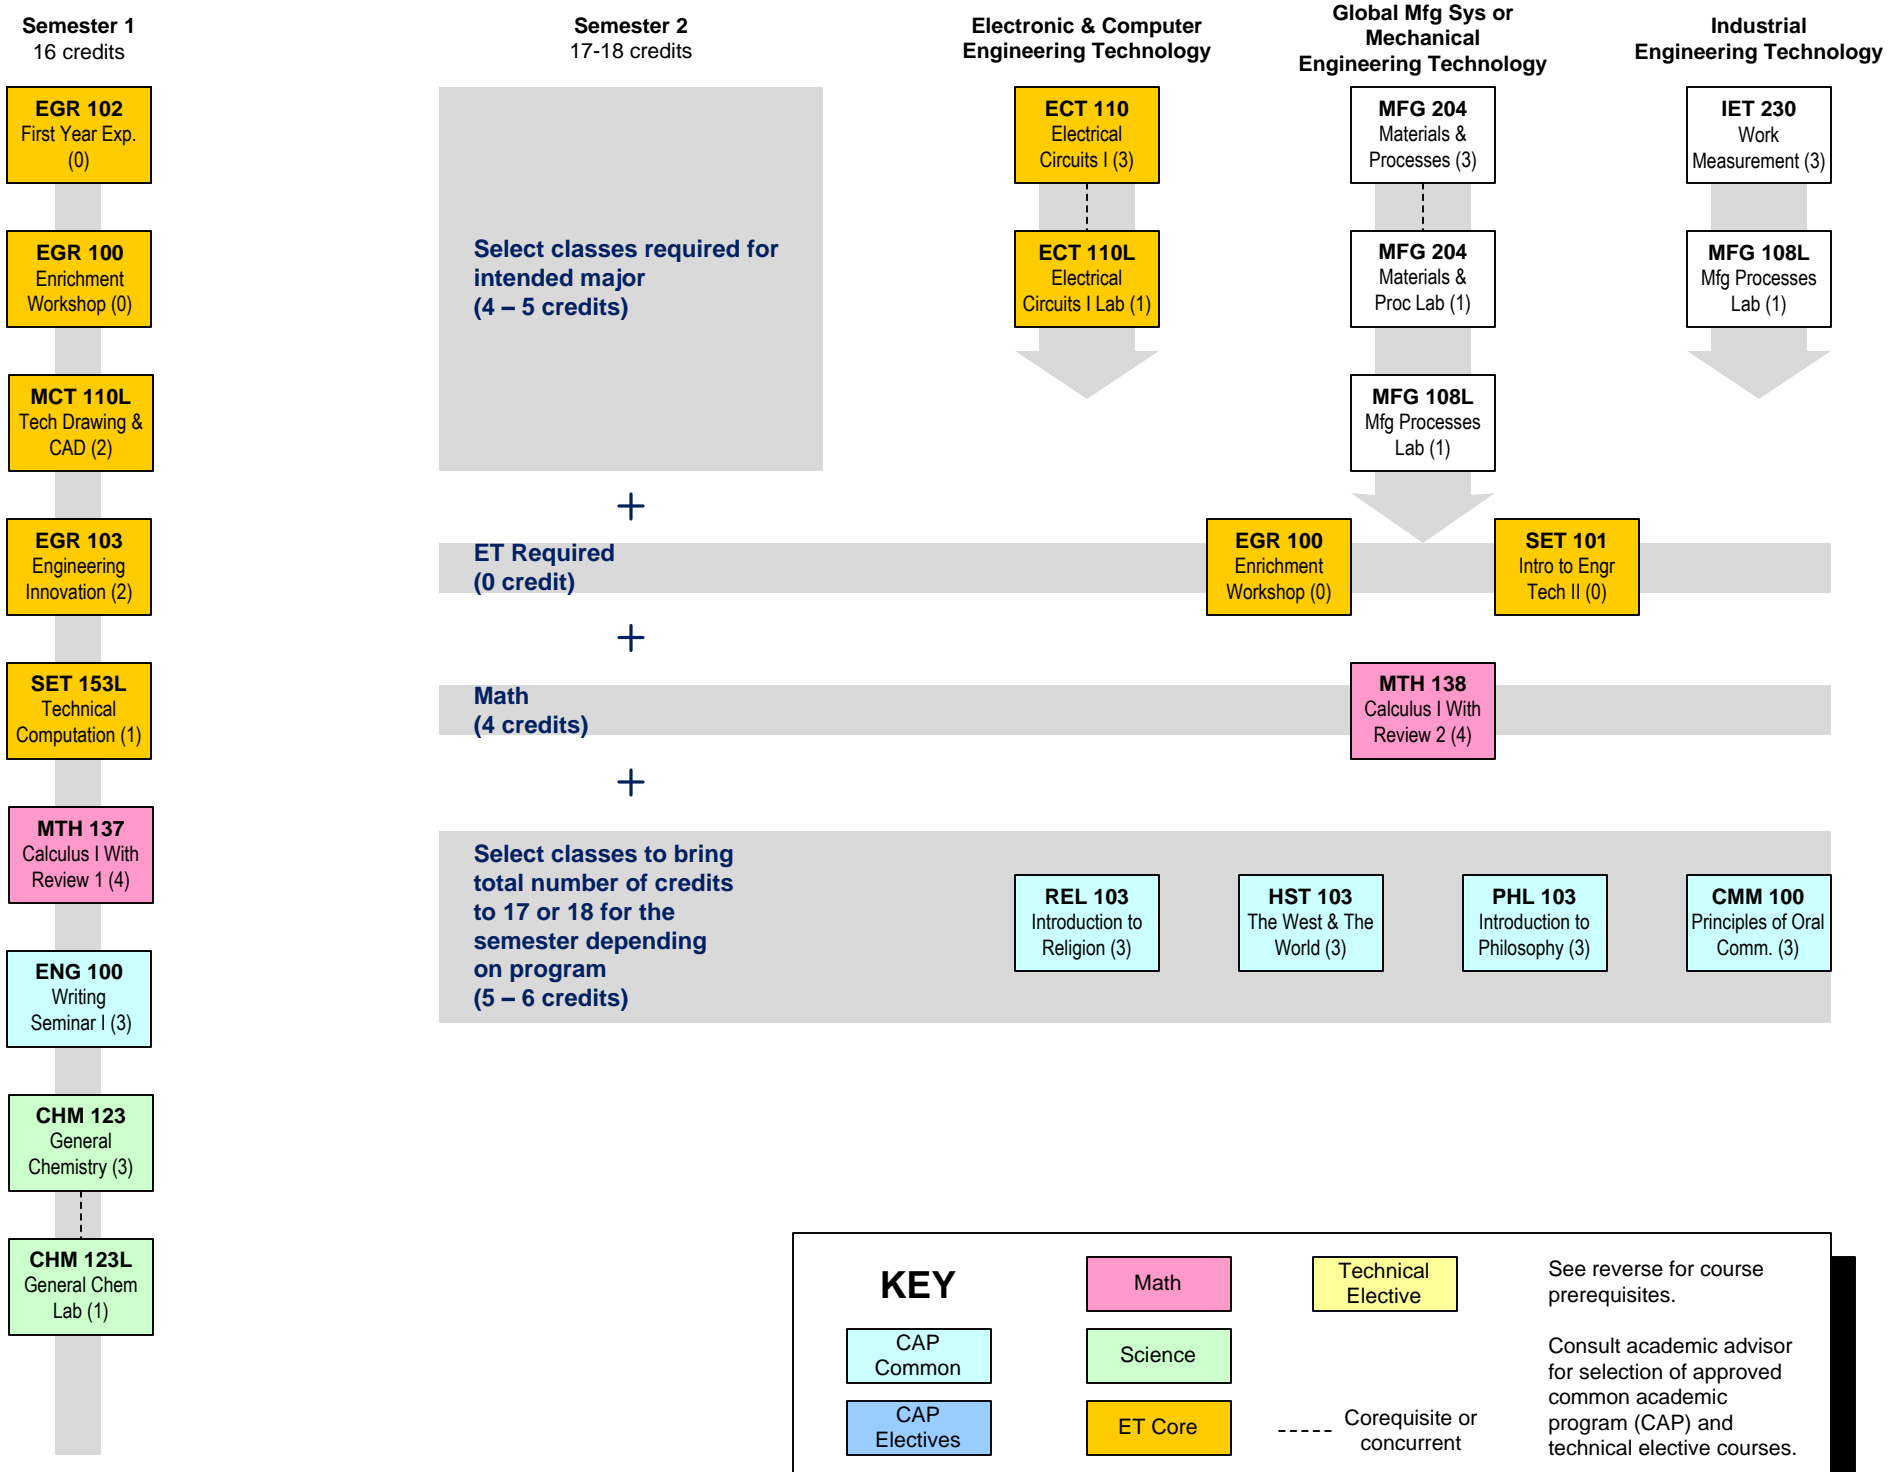 Semester 1
16 credits
EGR 102
First Year Exp.
(0)
EGR 100
Enrichment
Workshop (0)
MCT 110L
Tech Drawing &
CAD (2)
EGR 103
Engineering
Innovation (2)
SET 153L
Technical
Computation (1)
MTH 137
Calculus I With
Review 1 (4)
ENG 100
Writing
Seminar I (3)
CHM 123
General
Chemistry (3)
CHM 123L
General Chem
Lab (1)
Semester 2
17-18 credits
Select classes required for
intended major
(4 – 5 credits)
+
ET Required
(0 credit)
+
Math
(4 credits)
+
Select classes to bring
total number of credits
to 17 or 18 for the
semester depending
on program
(5 – 6 credits)
Electronic & Computer
Engineering Technology
ECT 110
Electrical
Circuits I (3)
ECT 110L
Electrical
Circuits I Lab (1)
Global Mfg Sys or
Mechanical
Engineering Technology
MFG 204
Materials &
Processes (3)
MFG 204
Materials &
Proc Lab (1)
MFG 108L
Mfg Processes
Lab (1)
Industrial
Engineering Technology
IET 230
Work
Measurement (3)
MFG 108L
Mfg Processes
Lab (1)
EGR 100
Enrichment
Workshop (0)
SET 101
Intro to Engr
Tech II (0)
MTH 138
Calculus I With
Review 2 (4)
REL 103
Introduction to
Religion (3)
HST 103
The West & The
World (3)
PHL 103
Introduction to
Philosophy (3)
CMM 100
Principles of Oral
Comm. (3)
KEY
CAP
Common
CAP
Electives
Math
Science
ET Core
Technical
Elective
Corequisite or
concurrent
See reverse for course
prerequisites.
Consult academic advisor
for selection of approved
common academic
program (CAP) and
technical elective courses.